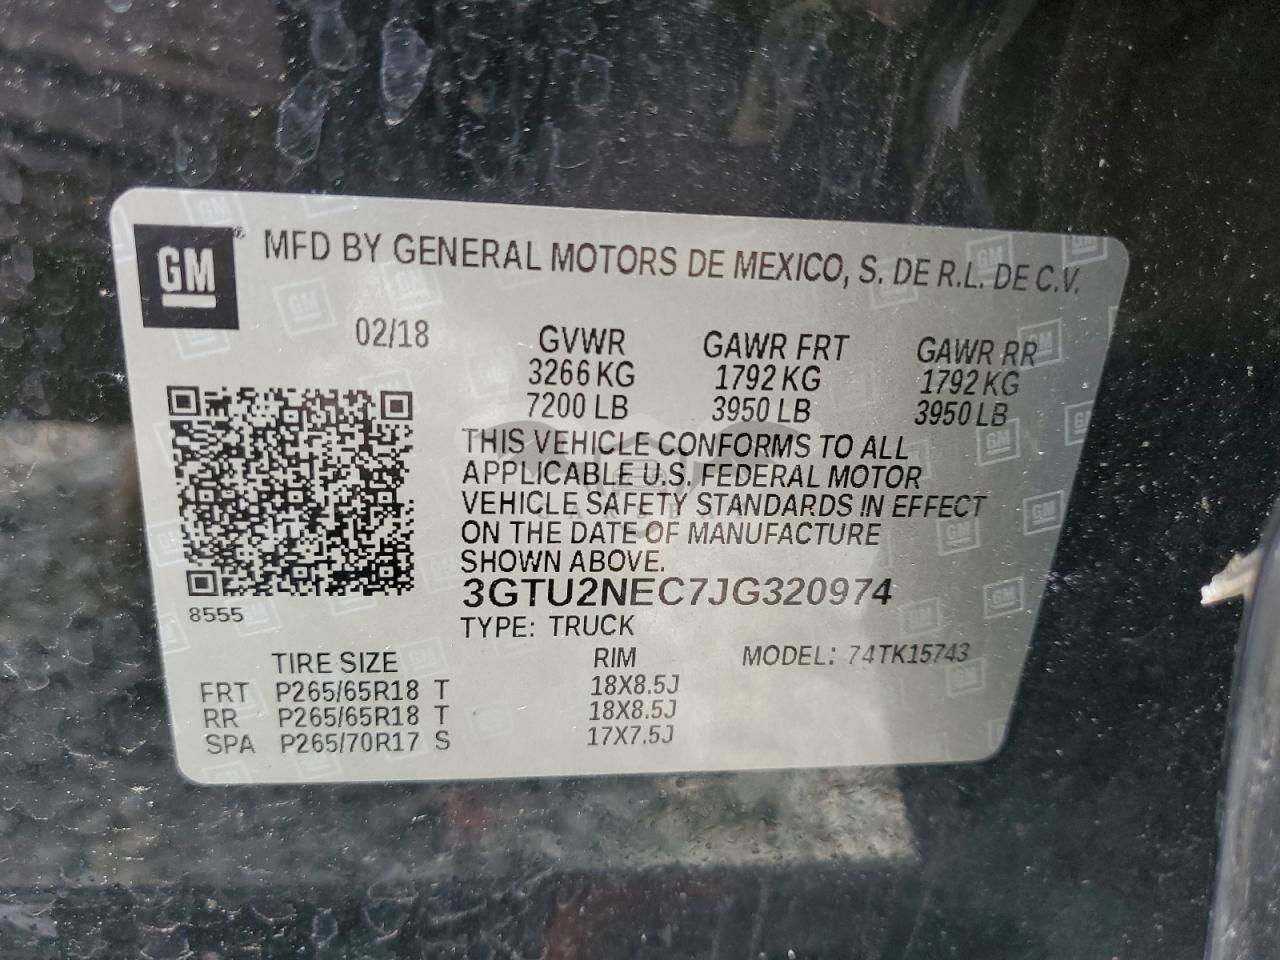 GM MFD BY GENERAL MOTORS DE MEXICO, S. DE R.L. DE C.V.
02/18 GVWR GAWR FRT GAWR RR
3266 KG 1792 KG 1792 KG
7200 LB 3950 LB 3950 LB
THIS VEHICLE CONFORMS TO ALL
APPLICABLE U.S. FEDERAL MOTOR
VEHICLE SAFETY STANDARDS IN EFFECT
ON THE DATE OF MANUFACTURE
SHOWN ABOVE.
3GTU2NEC7JG320974
8555
TYPE: TRUCK
TIRE SIZE RIM MODEL: 74TK15743
FRT P265/65R18 T 18X8.5J
RR P265/65R18 T 18X8.5J
SPA P265/70R17 S 17X7.5J